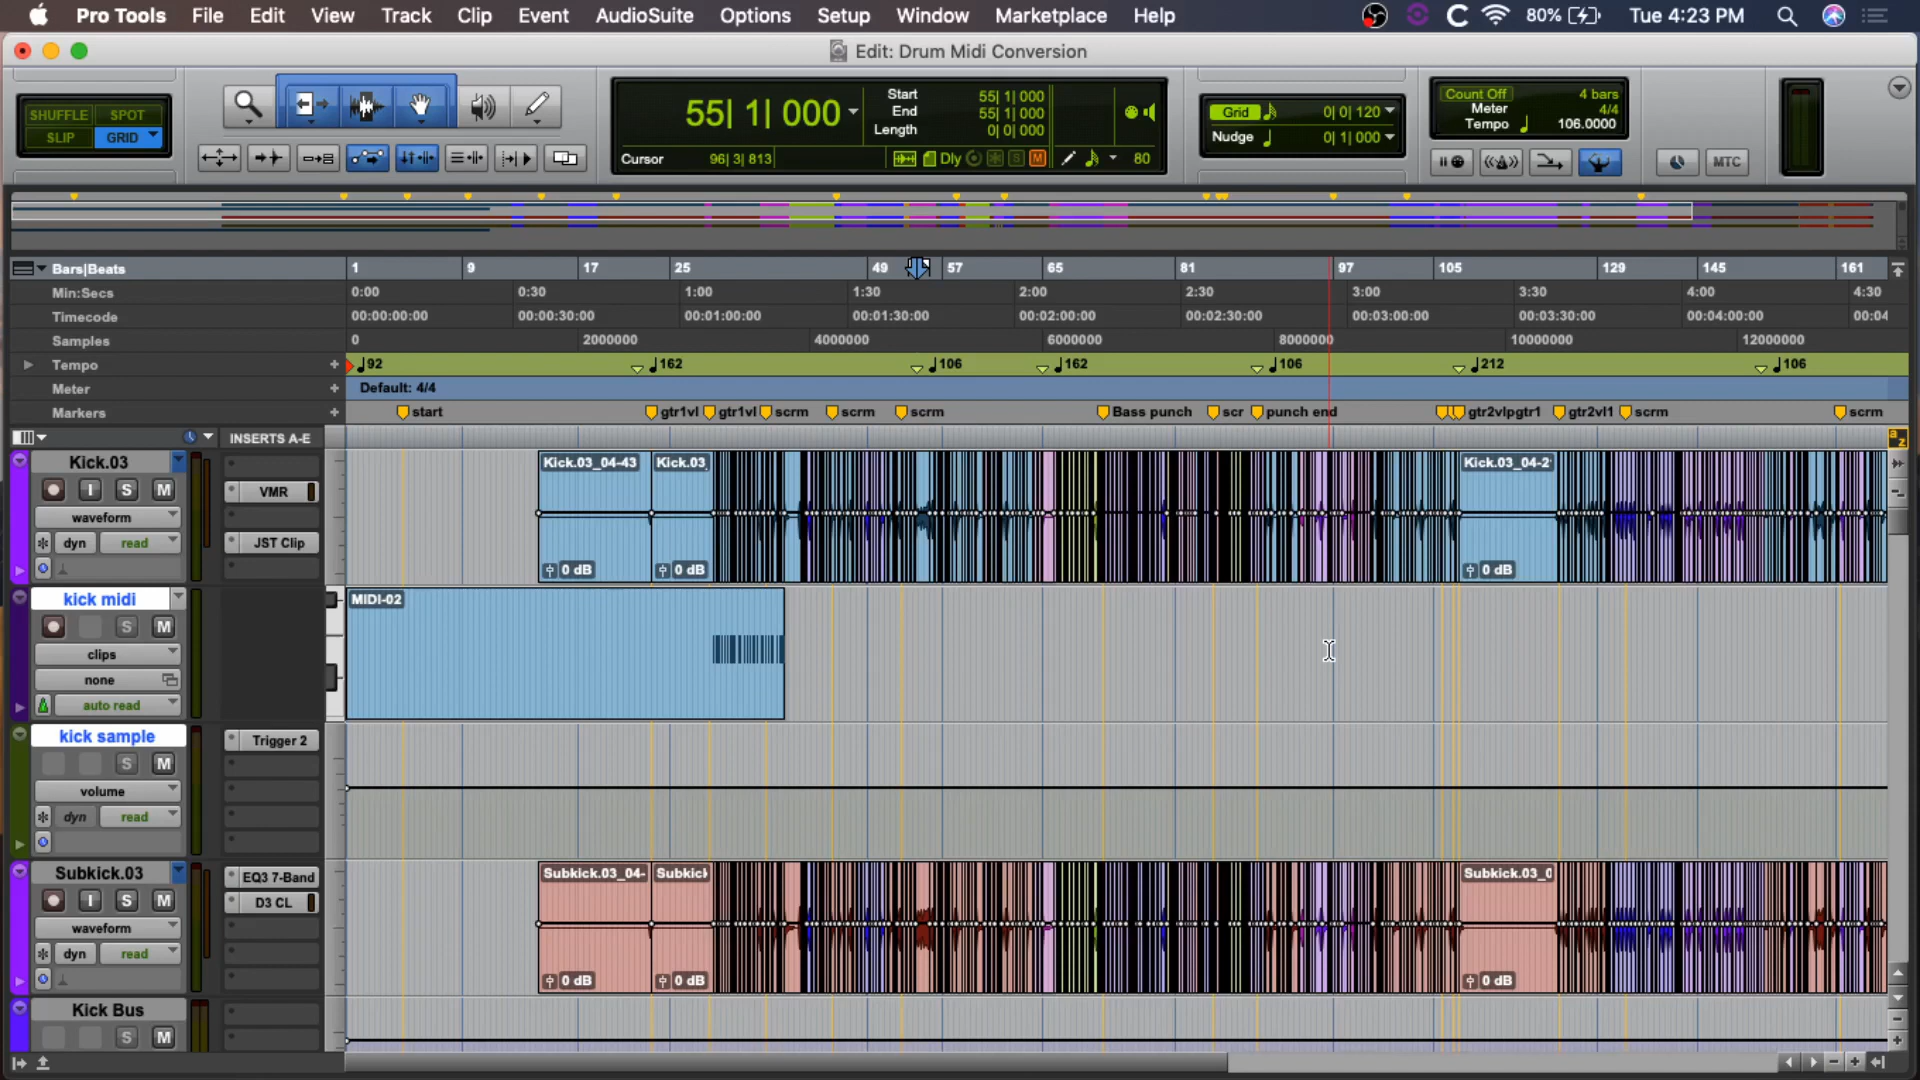 Pro Tools File Edit View Track Clip Event AudioSuite Options Setup Window Marketplace Help 80% Tue 4:23 PM
Edit: Drum Midi Conversion
SHUFFLE SPOT
SLIP GRID
55| 1| 000
Start 55| 1| 000
End 55| 1| 000
Length 0| 0| 000
Cursor 96| 3| 813 Dly S M 80
Grid 0| 0| 120
Nudge 0| 1| 000
Count Off 4 bars
Meter 4/4
Tempo 106.0000
MTC
Bars|Beats 1 9 17 25 49 57 65 81 97 105 129 145 161
Min:Secs 0:00 0:30 1:00 1:30 2:00 2:30 3:00 3:30 4:00 4:30
Timecode 00:00:00:00 00:00:30:00 00:01:00:00 00:01:30:00 00:02:00:00 00:02:30:00 00:03:00:00 00:03:30:00 00:04:00:00 00:04
Samples 0 2000000 4000000 6000000 8000000 10000000 12000000
Tempo + 92 162 106 162 106 212 106
Meter + Default: 4/4
Markers + start gtr1vl gtr1vl scrm scrm scrm Bass punch scr punch end gtr2vlpgtr1 gtr2vl1 scrm scrm
INSERTS A-E
a z
Kick.03 Kick.03_04-43 Kick.03_ Kick.03_04-2
I S M VMR
waveform
dyn read JST Clip
0 dB 0 dB 0 dB
kick midi MIDI-02
S M
clips
none
auto read
kick sample Trigger 2
S M
volume
dyn read
Subkick.03 EQ3 7-Band Subkick.03_04- Subkick Subkick.03_0
I S M D3 CL
waveform
dyn read
0 dB 0 dB 0 dB
Kick Bus
S M